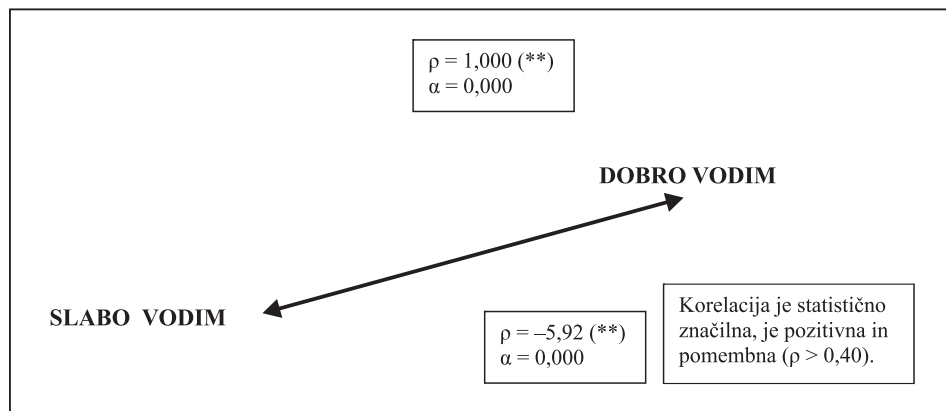 ρ = 1,000 (**)
α = 0,000
DOBRO VODIM
SLABO VODIM
ρ = –5,92 (**)
α = 0,000
Korelacija je statistično
značilna, je pozitivna in
pomembna (ρ > 0,40).